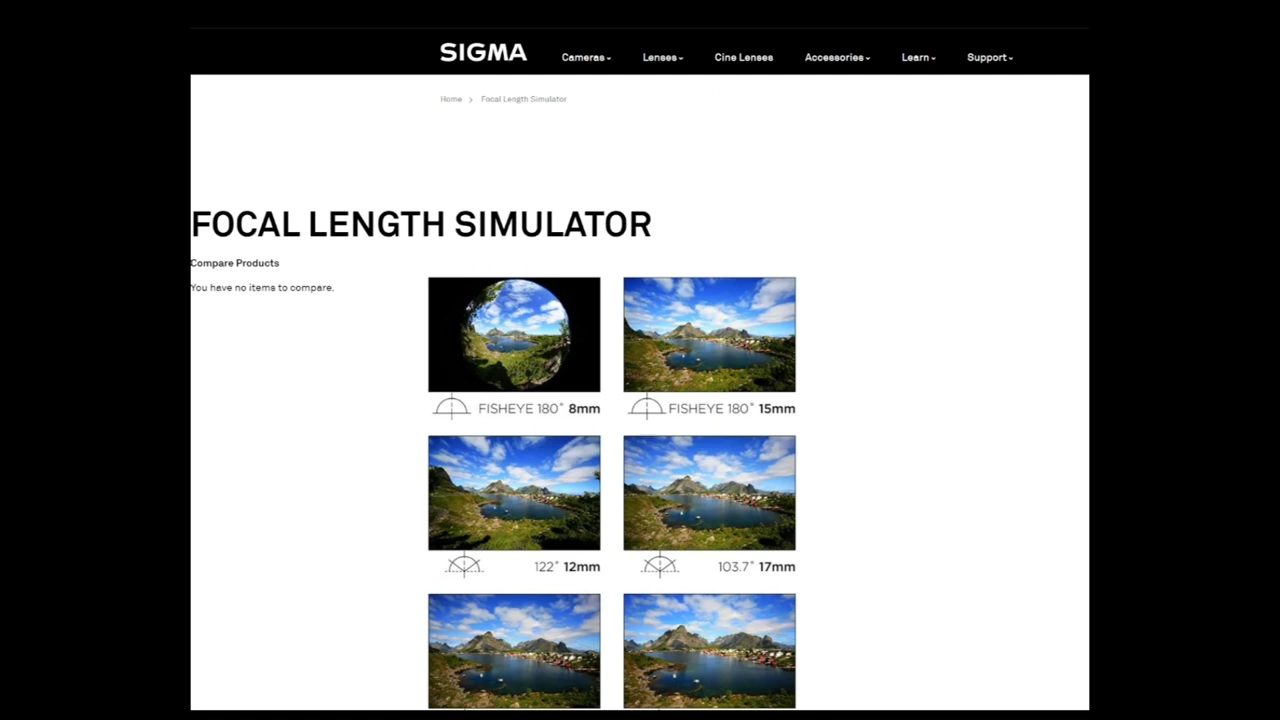 SIGMA Cameras Lenses Cine Lenses Accessories Learn Support
Home > Focal Length Simulator
FOCAL LENGTH SIMULATOR
Compare Products
You have no items to compare.
FISHEYE 180° 8mm
FISHEYE 180° 15mm
122° 12mm
103.7° 17mm